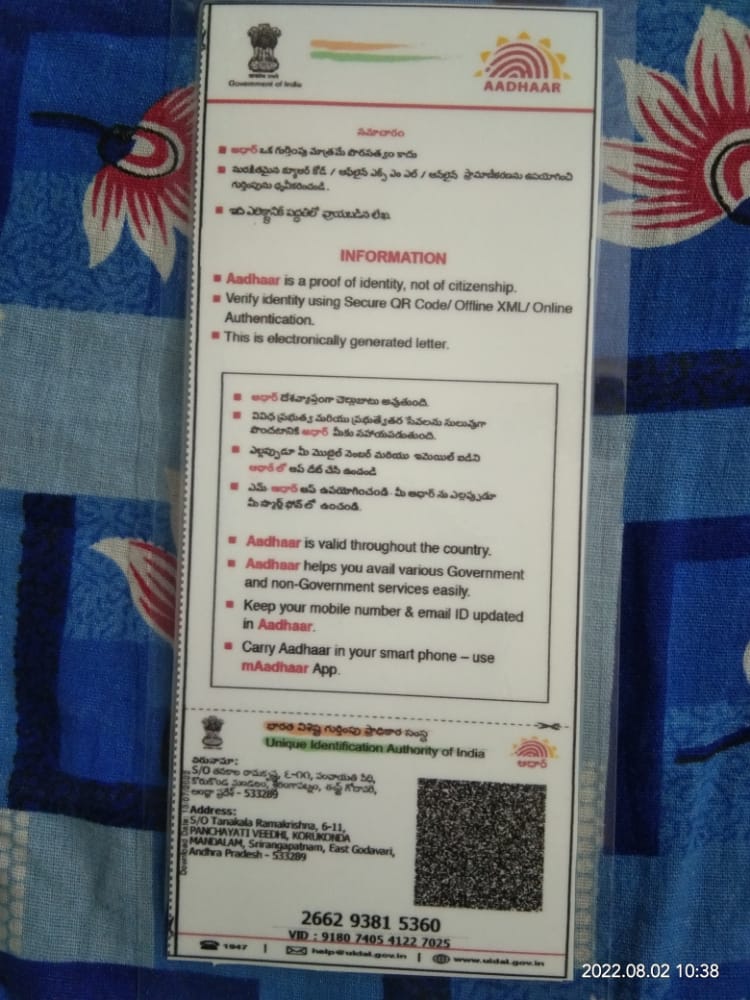 Government of India
AADHAAR
సమాచారం
ఆధార్ ఒక గుర్తింపు మాత్రమే పౌరసత్వం కాదు
సురక్షితమైన క్యూఆర్ కోడ్ / ఆఫ్‌లైన్ ఎక్స్ ఎం ఎల్ / ఆన్‌లైన్ ప్రామాణీకరణను ఉపయోగించి
గుర్తింపును ధృవీకరించండి.
ఇది ఎలెక్ట్రానిక్ పద్ధతిలో వ్రాయబడిన లేఖ
INFORMATION
Aadhaar is a proof of identity, not of citizenship.
Verify identity using Secure QR Code/ Offline XML/ Online
Authentication.
This is electronically generated letter.
ఆధార్ దేశవ్యాప్తంగా చెల్లుబాటు అవుతుంది.
వివిధ ప్రభుత్వ మరియు ప్రభుత్వేతర సేవలను సులువుగా
పొందటానికి ఆధార్ మీకు సహాయపడుతుంది.
ఎల్లప్పుడూ మీ మొబైల్ నెంబర్ మరియు ఇమెయిల్ ఐడిని
ఆధార్ లో అప్ డేట్ చేసి ఉంచండి
ఎమ్ ఆధార్ ఆప్ ఉపయోగించండి మీ ఆధార్ ను ఎల్లప్పుడూ
మీ స్మార్ట్ ఫోన్ లో ఉంచండి.
Aadhaar is valid throughout the country.
Aadhaar helps you avail various Government
and non-Government services easily.
Keep your mobile number & email ID updated
in Aadhaar.
Carry Aadhaar in your smart phone – use
mAadhaar App.
భారత విశిష్ట గుర్తింపు ప్రాధికార సంస్థ
Unique Identification Authority of India
ఆధార్
చిరునామా:
S/O తనకాల రామకృష్ణ, ౬-౧౧, పంచాయతి వీధి,
కోరుకొండ మండలం, శ్రీరంగపట్నం, ఈస్ట్ గోదావరి,
ఆంధ్రా ప్రదేశ్ - 533289
Address:
S/O Tanakala Ramakrishna, 6-11,
PANCHAYATI VEEDHI, KORUKONDA
MANDALAM, Srirangapatnam, East Godavari,
Andhra Pradesh - 533289
2662 9381 5360
VID : 9180 7405 4122 7025
1947 | help@uidai.gov.in | www.uidai.gov.in
2022.08.02 10:38